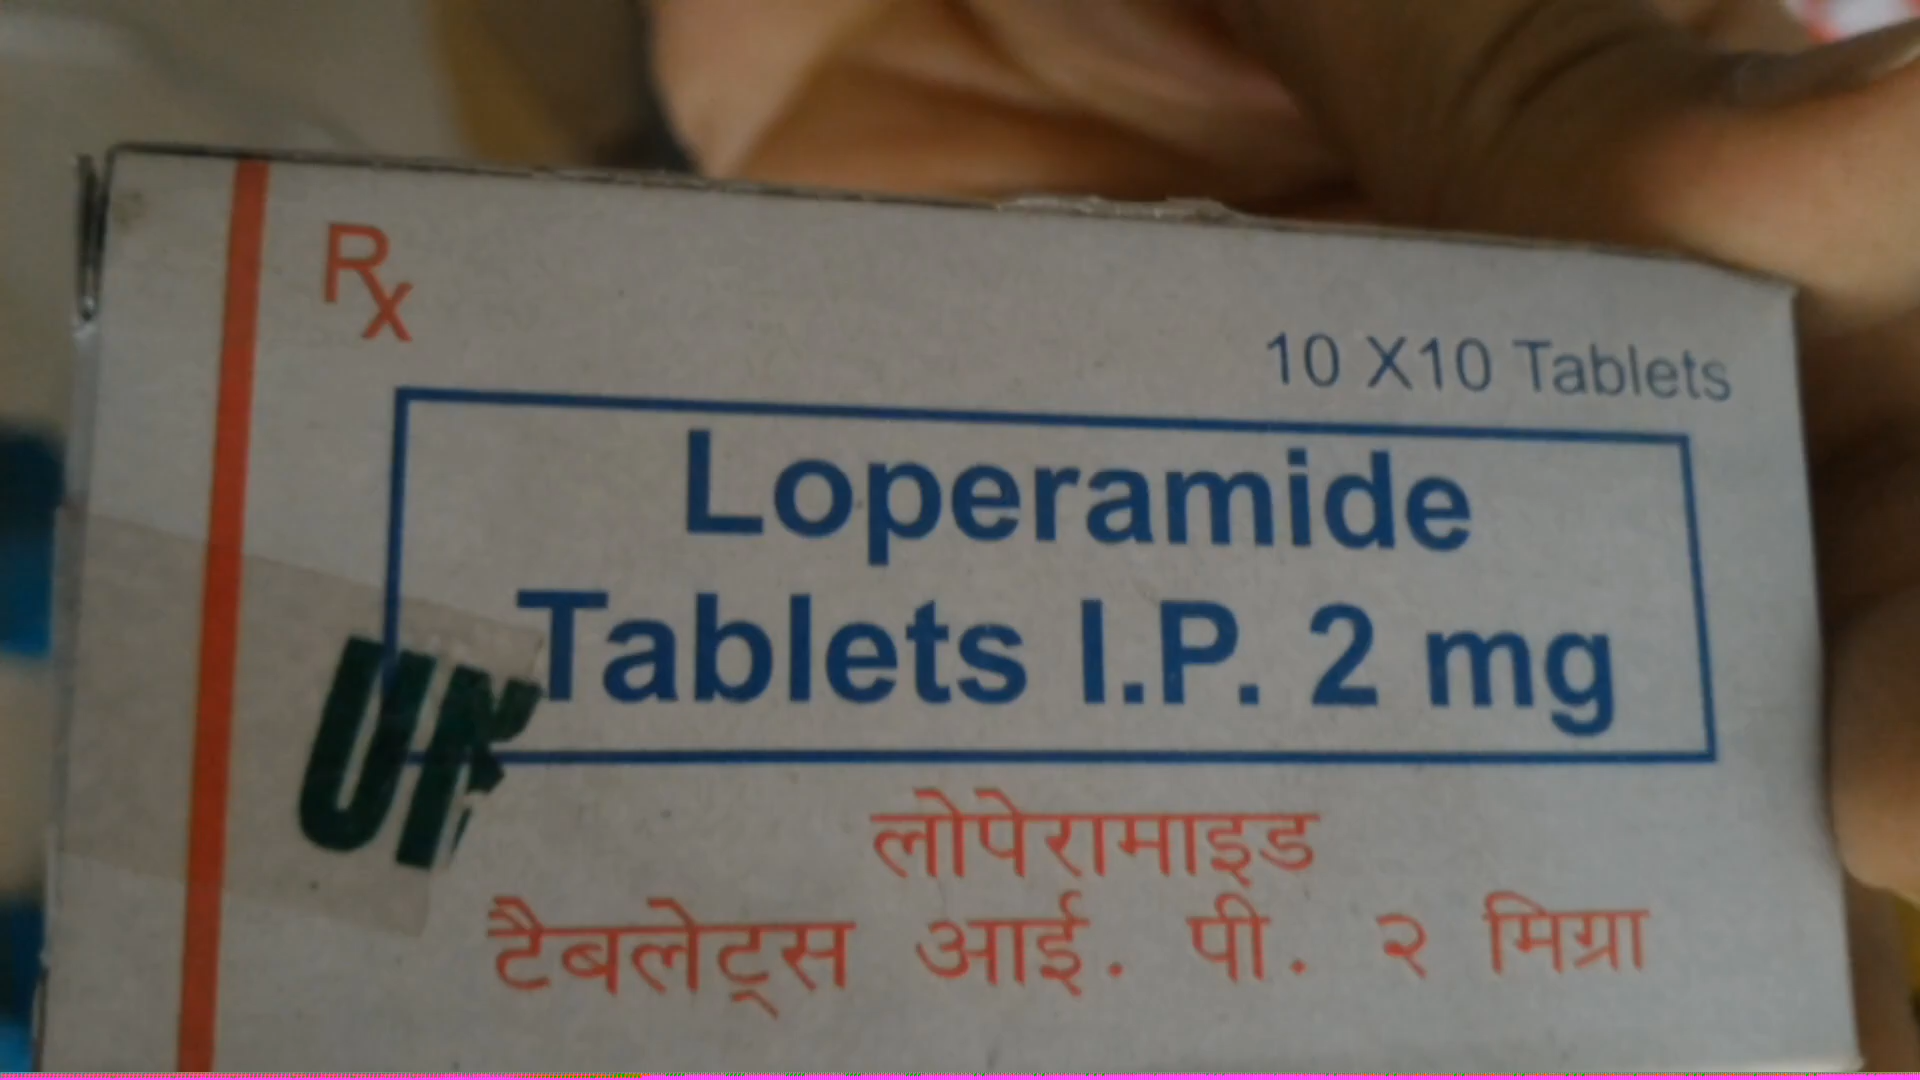 Rx
10 X10 Tablets
Loperamide
Tablets I.P. 2 mg
लोपेरामाइड
टैबलेट्स आई. पी. २ मिग्रा